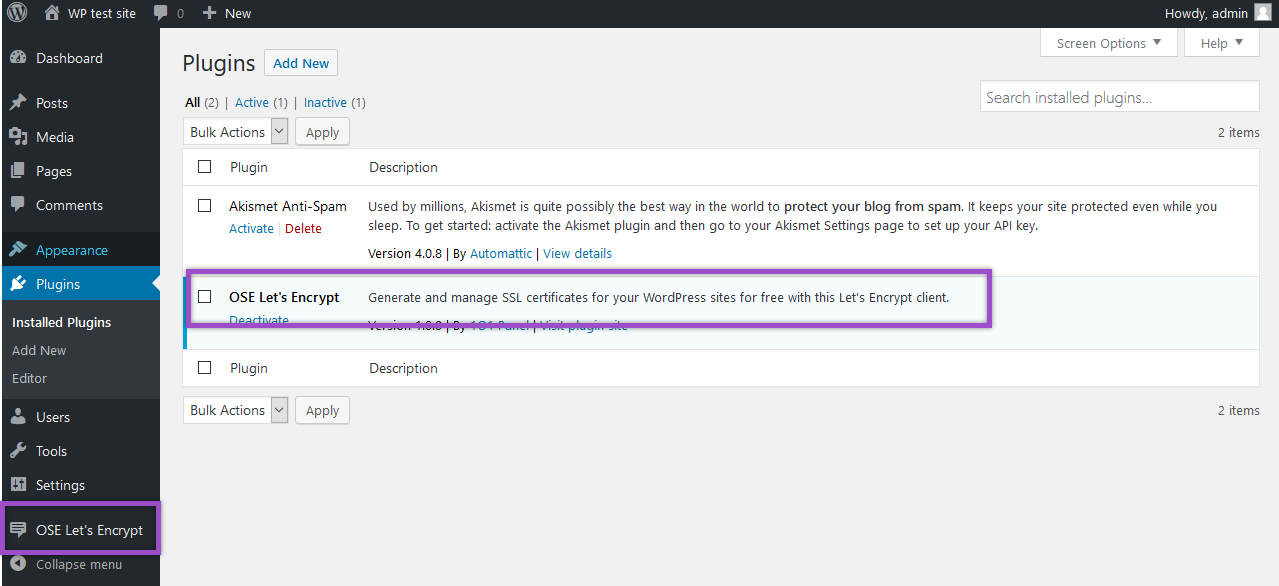 WP test site 0 New Howdy, admin
Screen Options Help
Dashboard
Posts
Media
Pages
Comments
Appearance
Plugins
Installed Plugins
Add New
Editor
Users
Tools
Settings
OSE Let's Encrypt
Collapse menu
Plugins Add New
All (2) | Active (1) | Inactive (1)
Search installed plugins...
Bulk Actions Apply
2 items
Plugin Description
Akismet Anti-Spam
Activate | Delete
Used by millions, Akismet is quite possibly the best way in the world to protect your blog from spam. It keeps your site protected even while you
sleep. To get started: activate the Akismet plugin and then go to your Akismet Settings page to set up your API key.
Version 4.0.8 | By Automattic | View details
OSE Let's Encrypt
Deactivate
Generate and manage SSL certificates for your WordPress sites for free with this Let's Encrypt client.
Version 1.0.0 | By 1O1 Panel | Visit plugin site
Plugin Description
Bulk Actions Apply
2 items